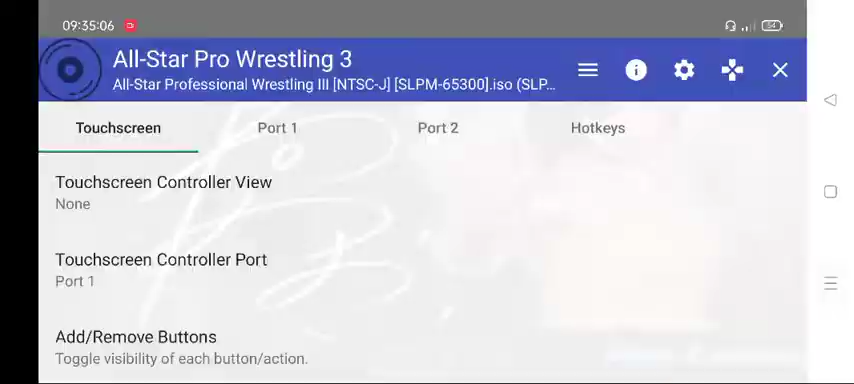 09:35:06
54
All-Star Pro Wrestling 3
All-Star Professional Wrestling III [NTSC-J] [SLPM-65300].iso (SLP...
Touchscreen Port 1 Port 2 Hotkeys
Touchscreen Controller View
None
Touchscreen Controller Port
Port 1
Add/Remove Buttons
Toggle visibility of each button/action.